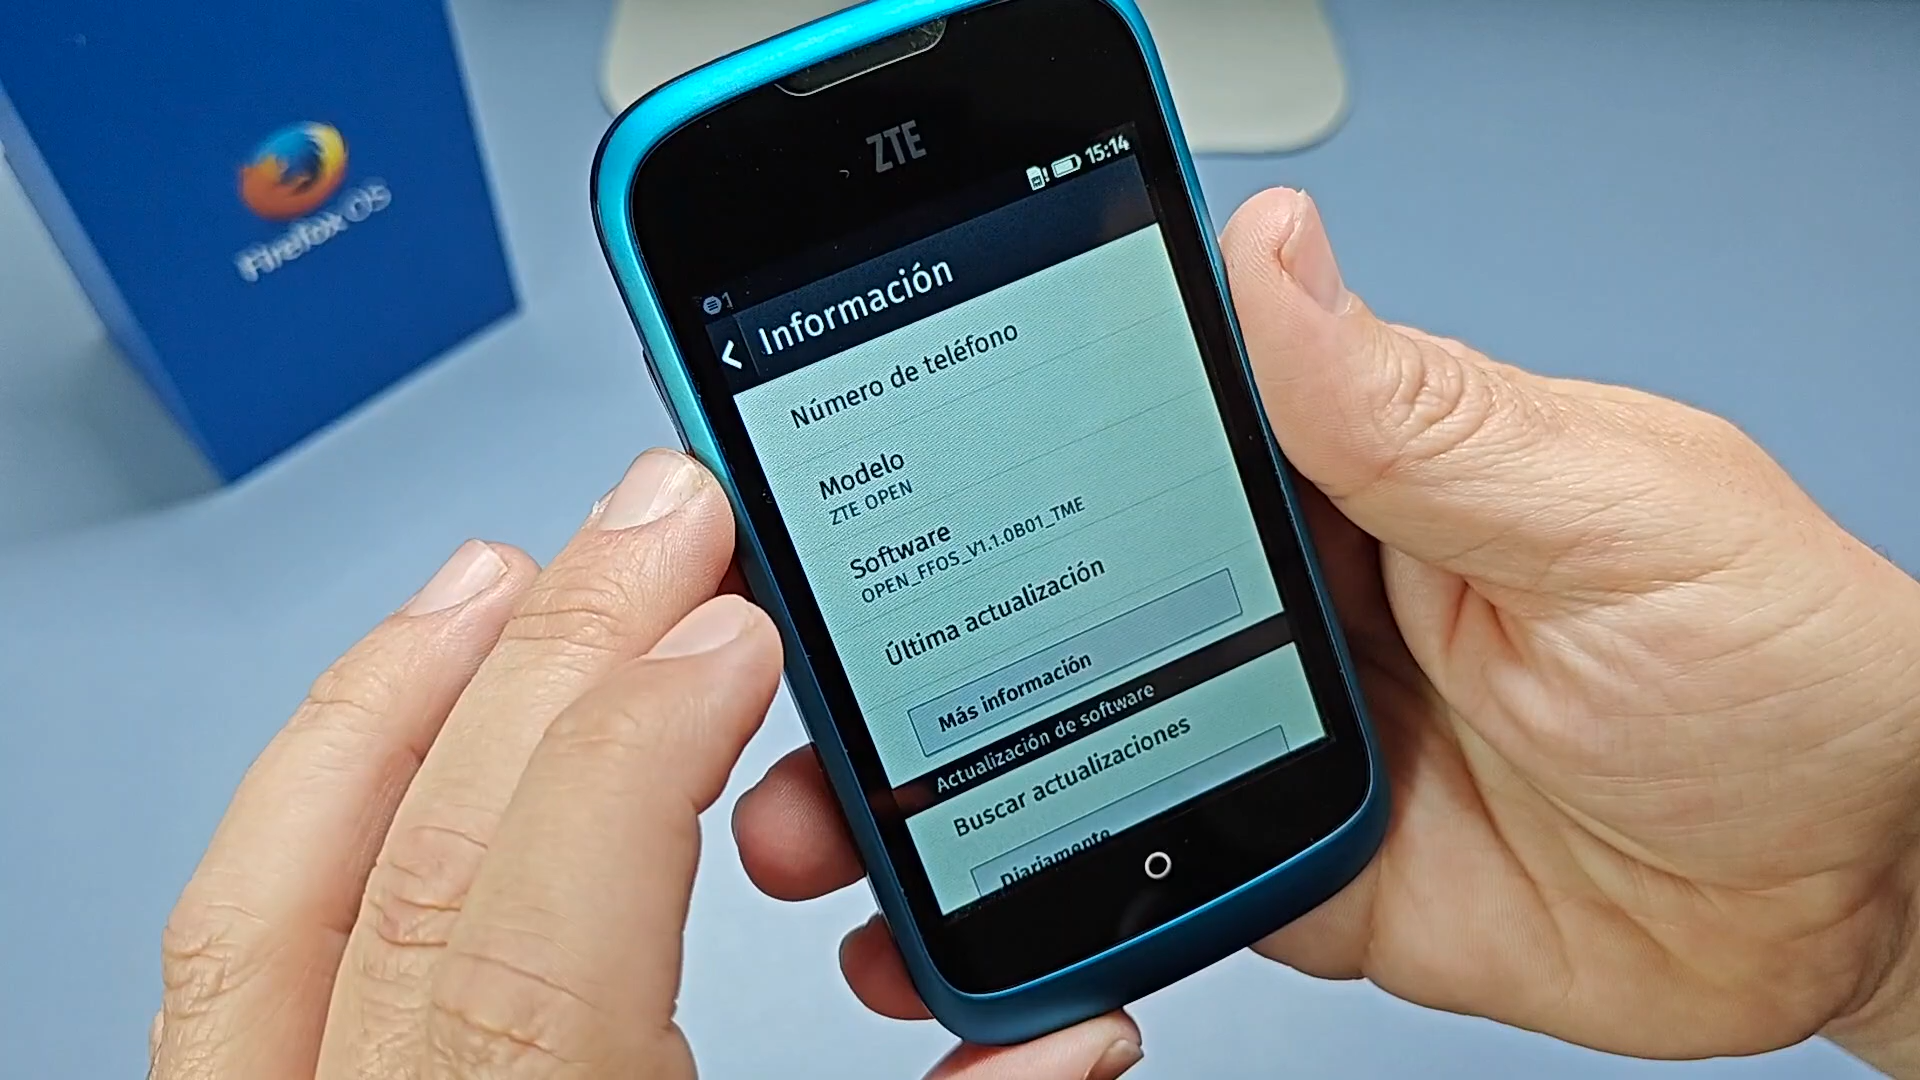 Firefox OS
ZTE
15:14
1
Información
Número de teléfono
Modelo
ZTE OPEN
Software
OPEN_FFOS_V1.1.0B01_TME
Última actualización
Más información
Actualización de software
Buscar actualizaciones
Diariamente